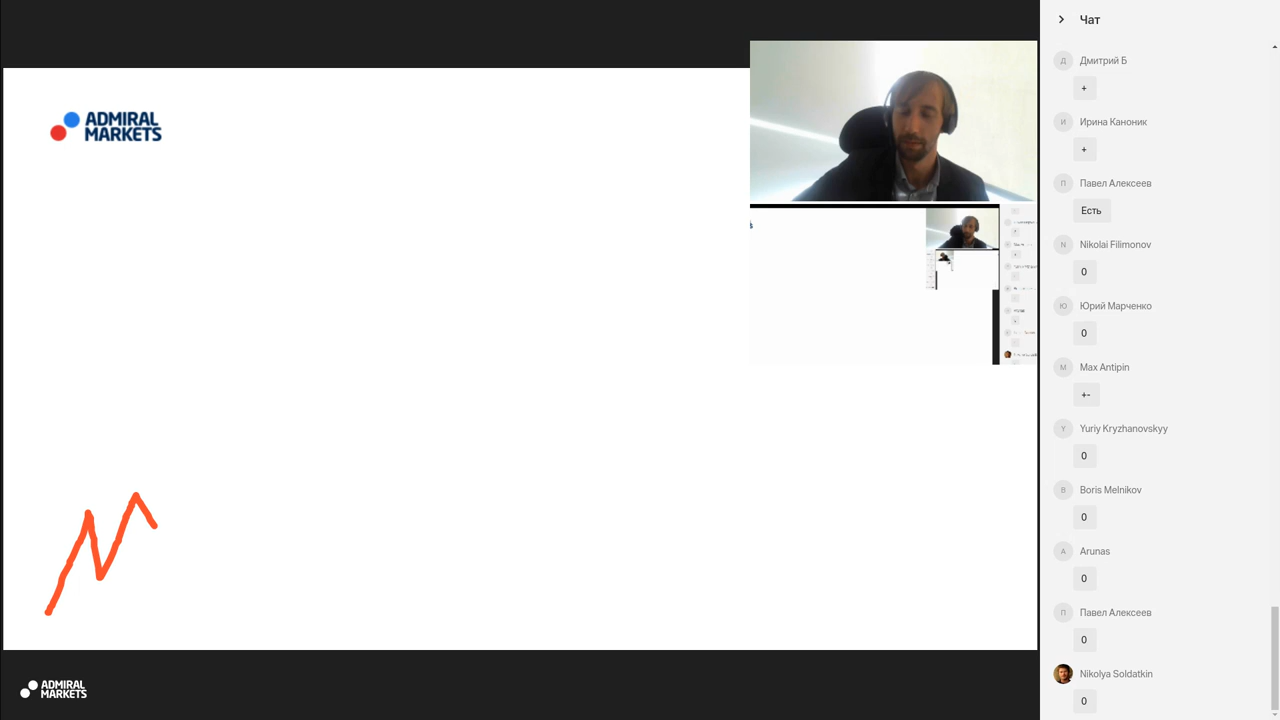 ADMIRAL
MARKETS
ADMIRAL
MARKETS
Чат
Д
Дмитрий Б
+
И
Ирина Каноник
+
П
Павел Алексеев
Есть
N
Nikolai Filimonov
0
Ю
Юрий Марченко
0
M
Max Antipin
+-
Y
Yuriy Kryzhanovskyy
0
B
Boris Melnikov
0
A
Arunas
0
П
Павел Алексеев
0
Nikolya Soldatkin
0